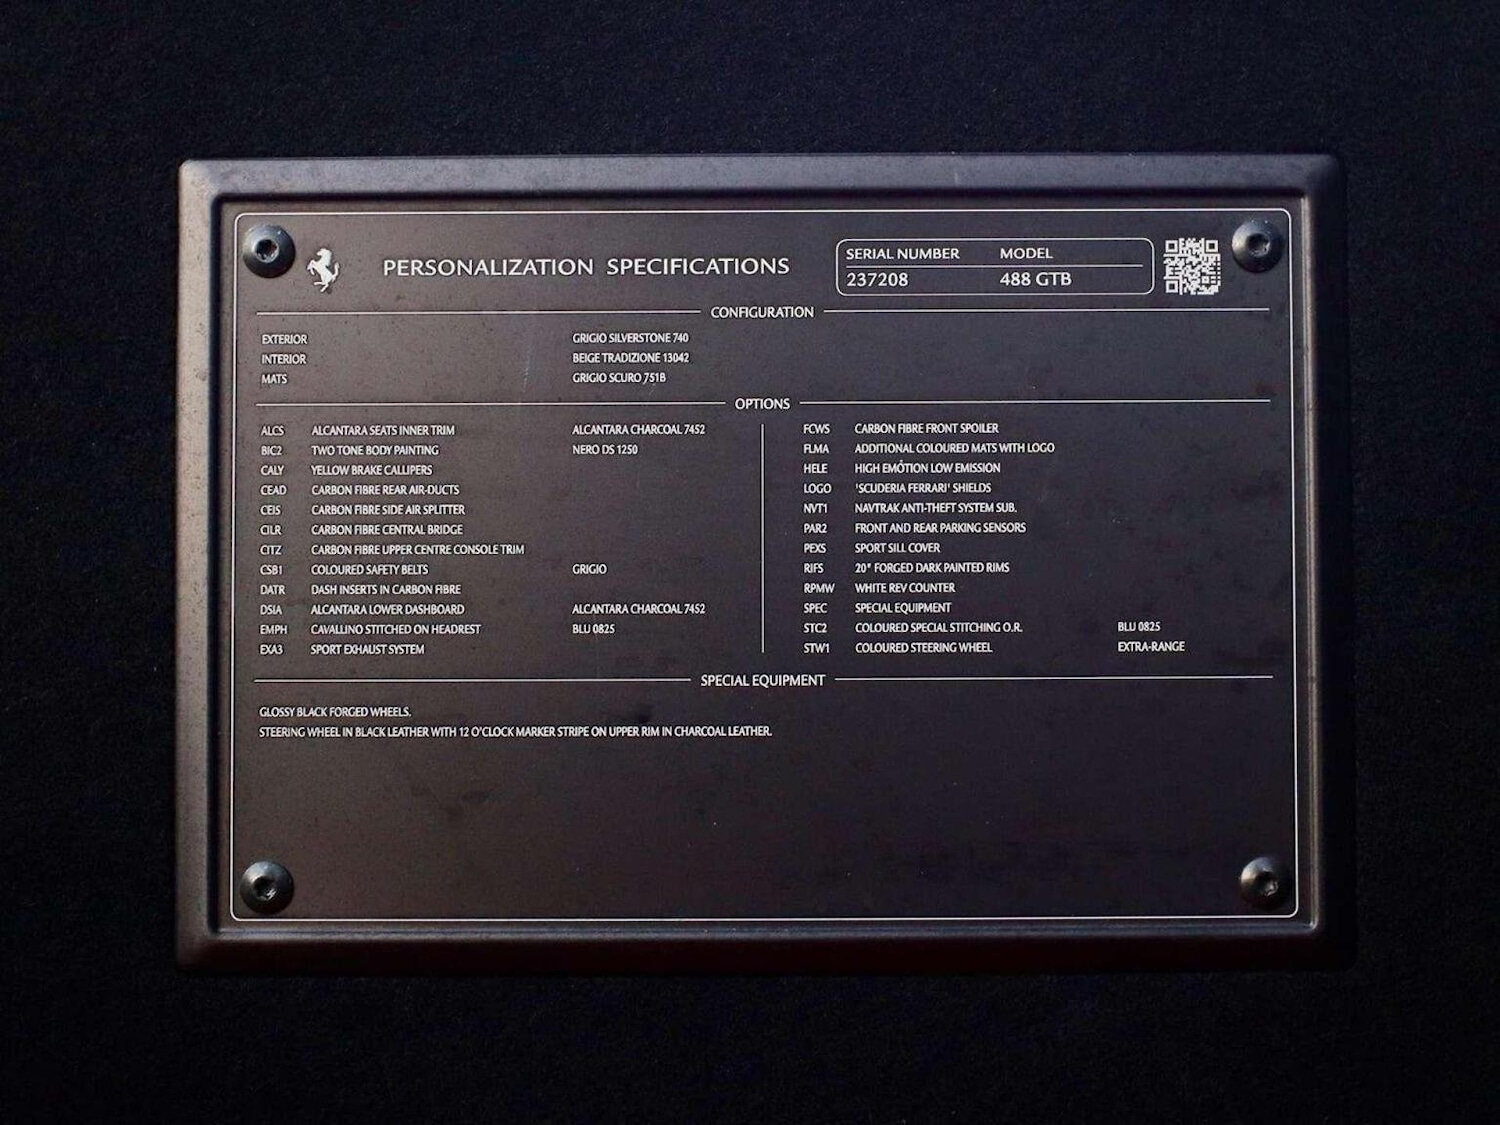 PERSONALIZATION SPECIFICATIONS
SERIAL NUMBER MODEL
237208 488 GTB
CONFIGURATION
EXTERIOR GRIGIO SILVERSTONE 740
INTERIOR BEIGE TRADIZIONE 13042
MATS GRIGIO SCURO 751B
OPTIONS
ALCS ALCANTARA SEATS INNER TRIM ALCANTARA CHARCOAL 7452
BIC2 TWO TONE BODY PAINTING NERO DS 1250
CALY YELLOW BRAKE CALLIPERS
CEAD CARBON FIBRE REAR AIR-DUCTS
CEIS CARBON FIBRE SIDE AIR SPLITTER
CILR CARBON FIBRE CENTRAL BRIDGE
CITZ CARBON FIBRE UPPER CENTRE CONSOLE TRIM
CSB1 COLOURED SAFETY BELTS GRIGIO
DATR DASH INSERTS IN CARBON FIBRE
DSIA ALCANTARA LOWER DASHBOARD ALCANTARA CHARCOAL 7452
EMPH CAVALLINO STITCHED ON HEADREST BLU 0825
EXA3 SPORT EXHAUST SYSTEM
FCWS CARBON FIBRE FRONT SPOILER
FLMA ADDITIONAL COLOURED MATS WITH LOGO
HELE HIGH EMOTION LOW EMISSION
LOGO 'SCUDERIA FERRARI' SHIELDS
NVT1 NAVTRAK ANTI-THEFT SYSTEM SUB.
PAR2 FRONT AND REAR PARKING SENSORS
PEXS SPORT SILL COVER
RIFS 20" FORGED DARK PAINTED RIMS
RPMW WHITE REV COUNTER
SPEC SPECIAL EQUIPMENT
STC2 COLOURED SPECIAL STITCHING O.R. BLU 0825
STW1 COLOURED STEERING WHEEL EXTRA-RANGE
SPECIAL EQUIPMENT
GLOSSY BLACK FORGED WHEELS.
STEERING WHEEL IN BLACK LEATHER WITH 12 O'CLOCK MARKER STRIPE ON UPPER RIM IN CHARCOAL LEATHER.